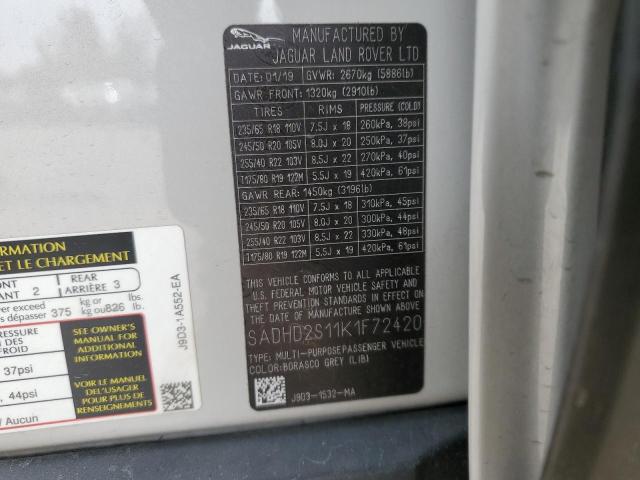 JAGUAR
MANUFACTURED BY
JAGUAR LAND ROVER LTD
DATE: 01/19 GVWR: 2670kg (5886lb)
GAWR FRONT: 1320kg (2910lb)
TIRES RIMS PRESSURE (COLD)
235/65 R18 110V 7.5J x 18 260kPa, 38psi
245/50 R20 105V 8.0J x 20 250kPa, 37psi
255/40 R22 103V 8.5J x 22 270kPa, 40psi
T175/80 R19 122M 5.5J x 19 420kPa, 61psi
GAWR REAR: 1450kg (3196lb)
235/65 R18 110V 7.5J x 18 310kPa, 45psi
245/50 R20 105V 8.0J x 20 300kPa, 44psi
255/40 R22 103V 8.5J x 22 330kPa, 48psi
T175/80 R19 122M 5.5J x 19 420kPa, 61psi
THIS VEHICLE CONFORMS TO ALL APPLICABLE
U.S. FEDERAL MOTOR VEHICLE SAFETY AND
THEFT PREVENTION STANDARDS IN EFFECT ON
THE DATE OF MANUFACTURE SHOWN ABOVE.
SADHD2S11K1F72420
TYPE: MULTI-PURPOSE PASSENGER VEHICLE
COLOR: BORASCO GREY (LIB)
J9D3-1532-MA
FORMATION
ET LE CHARGEMENT
ONT
ANT 2 REAR
ARRIÈRE 3
ver exceed
dépasser 375 kg or
kg ou 826 lbs.
lb.
RESSURE
N DES
FROID
37psi
, 44psi
/ Aucun
SEE OWNER'S
MANUAL FOR
ADDITIONAL
INFORMATION
VOIR LE MANUEL
DE L'USAGER
POUR PLUS DE
RENSEIGNEMENTS
J9D3-1A552-EA